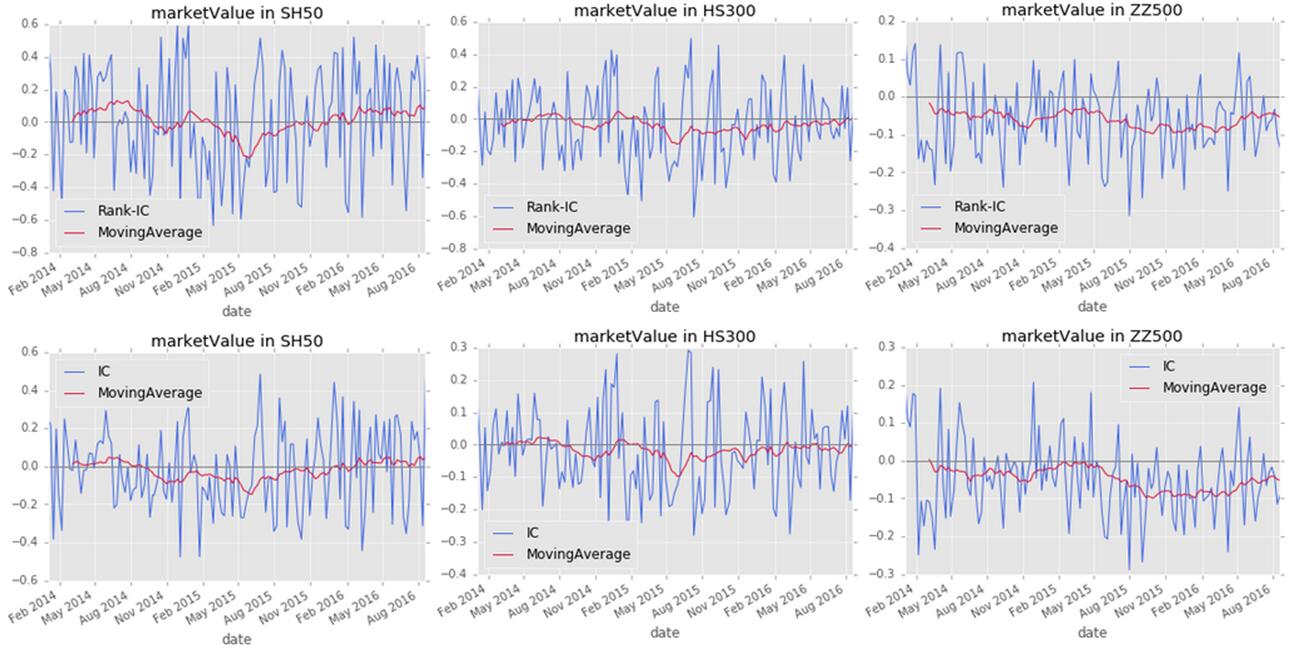 marketValue in SH50
0.6
0.4
0.2
0.0
−0.2
−0.4
−0.6
−0.8
Rank-IC
MovingAverage
Feb 2014
May 2014
Aug 2014
Nov 2014
Feb 2015
May 2015
Aug 2015
Nov 2015
Feb 2016
May 2016
Aug 2016
date
marketValue in HS300
0.6
0.4
0.2
0.0
−0.2
−0.4
−0.6
−0.8
Rank-IC
MovingAverage
Feb 2014
May 2014
Aug 2014
Nov 2014
Feb 2015
May 2015
Aug 2015
Nov 2015
Feb 2016
May 2016
Aug 2016
date
marketValue in ZZ500
0.2
0.1
0.0
−0.1
−0.2
−0.3
−0.4
Rank-IC
MovingAverage
Feb 2014
May 2014
Aug 2014
Nov 2014
Feb 2015
May 2015
Aug 2015
Nov 2015
Feb 2016
May 2016
Aug 2016
date
marketValue in SH50
0.6
0.4
0.2
0.0
−0.2
−0.4
−0.6
IC
MovingAverage
Feb 2014
May 2014
Aug 2014
Nov 2014
Feb 2015
May 2015
Aug 2015
Nov 2015
Feb 2016
May 2016
Aug 2016
date
marketValue in HS300
0.3
0.2
0.1
0.0
−0.1
−0.2
−0.3
−0.4
IC
MovingAverage
Feb 2014
May 2014
Aug 2014
Nov 2014
Feb 2015
May 2015
Aug 2015
Nov 2015
Feb 2016
May 2016
Aug 2016
date
marketValue in ZZ500
0.3
0.2
0.1
0.0
−0.1
−0.2
−0.3
IC
MovingAverage
Feb 2014
May 2014
Aug 2014
Nov 2014
Feb 2015
May 2015
Aug 2015
Nov 2015
Feb 2016
May 2016
Aug 2016
date